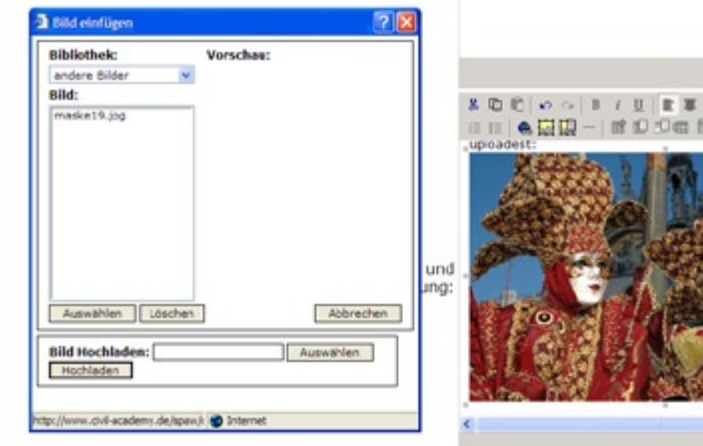 Bild einfügen
Bibliothek:
Vorschau:
andere Bilder
Bild:
maske19.jpg
Auswählen
Löschen
Abbrechen
Bild Hochladen:
Auswählen
Hochladen
http://www.civil-academy.de/spaw/
Internet
B I U
uploadest:
und
ung: